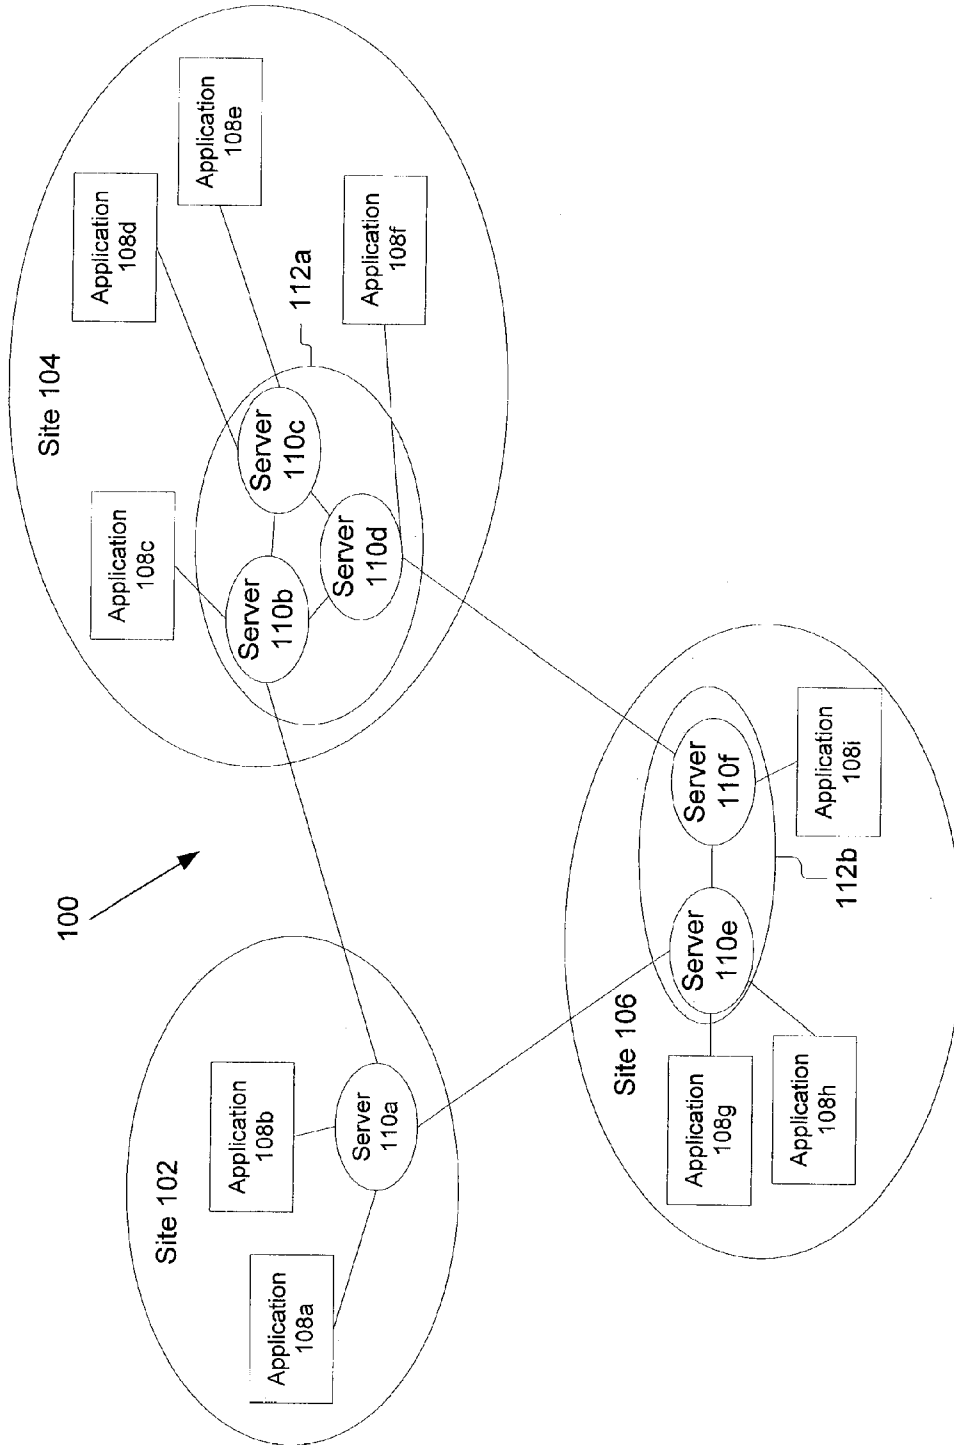 100
Site 102
Application
108a
Application
108b
Server
110a
Site 104
Application
108c
Application
108d
Application
108e
Application
108f
Server
110b
Server
110c
Server
110d
112a
Site 106
Application
108g
Application
108h
Server
110e
Server
110f
Application
108i
112b